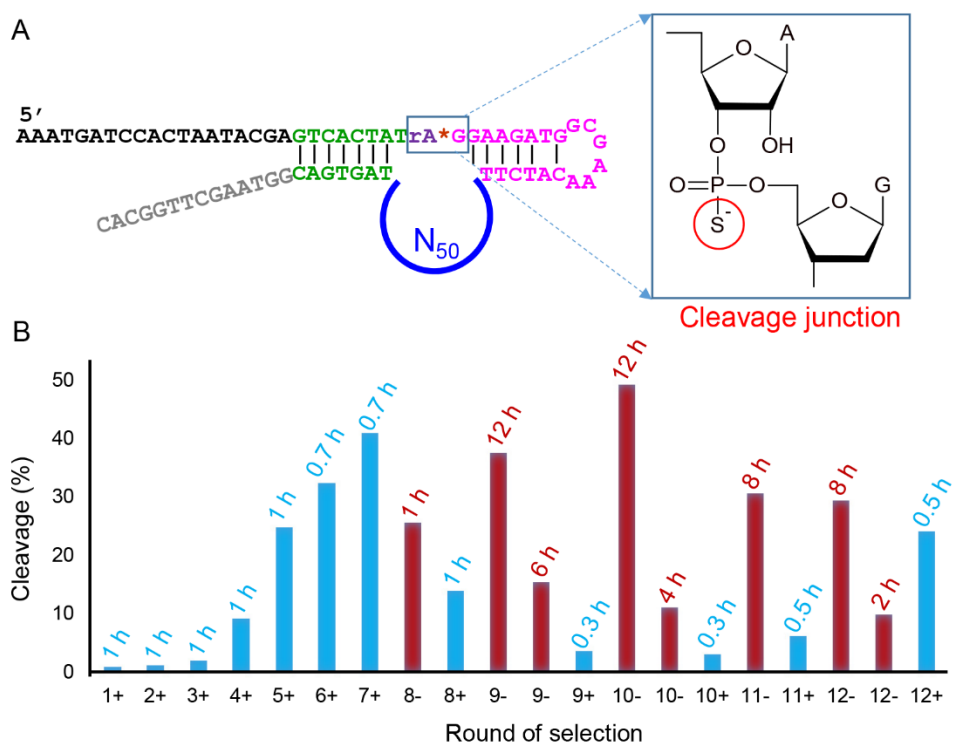 A
5′
AAATGATCCACTAATACGAGTCACTATrA*GGAAGATGGCGA
CACGGTTCGAATGGCAGTGAT
TTCTACAA
N50
A
O
O
OH
O=P
O
S-
O
G
Cleavage junction
B
Cleavage (%)
50
40
30
20
10
0
1 h
1 h
1 h
1 h
1 h
0.7 h
0.7 h
1 h
1 h
12 h
6 h
0.3 h
12 h
4 h
0.3 h
8 h
0.5 h
8 h
2 h
0.5 h
1+ 2+ 3+ 4+ 5+ 6+ 7+ 8- 8+ 9- 9- 9+ 10- 10- 10+ 11- 11+ 12- 12- 12+
Round of selection